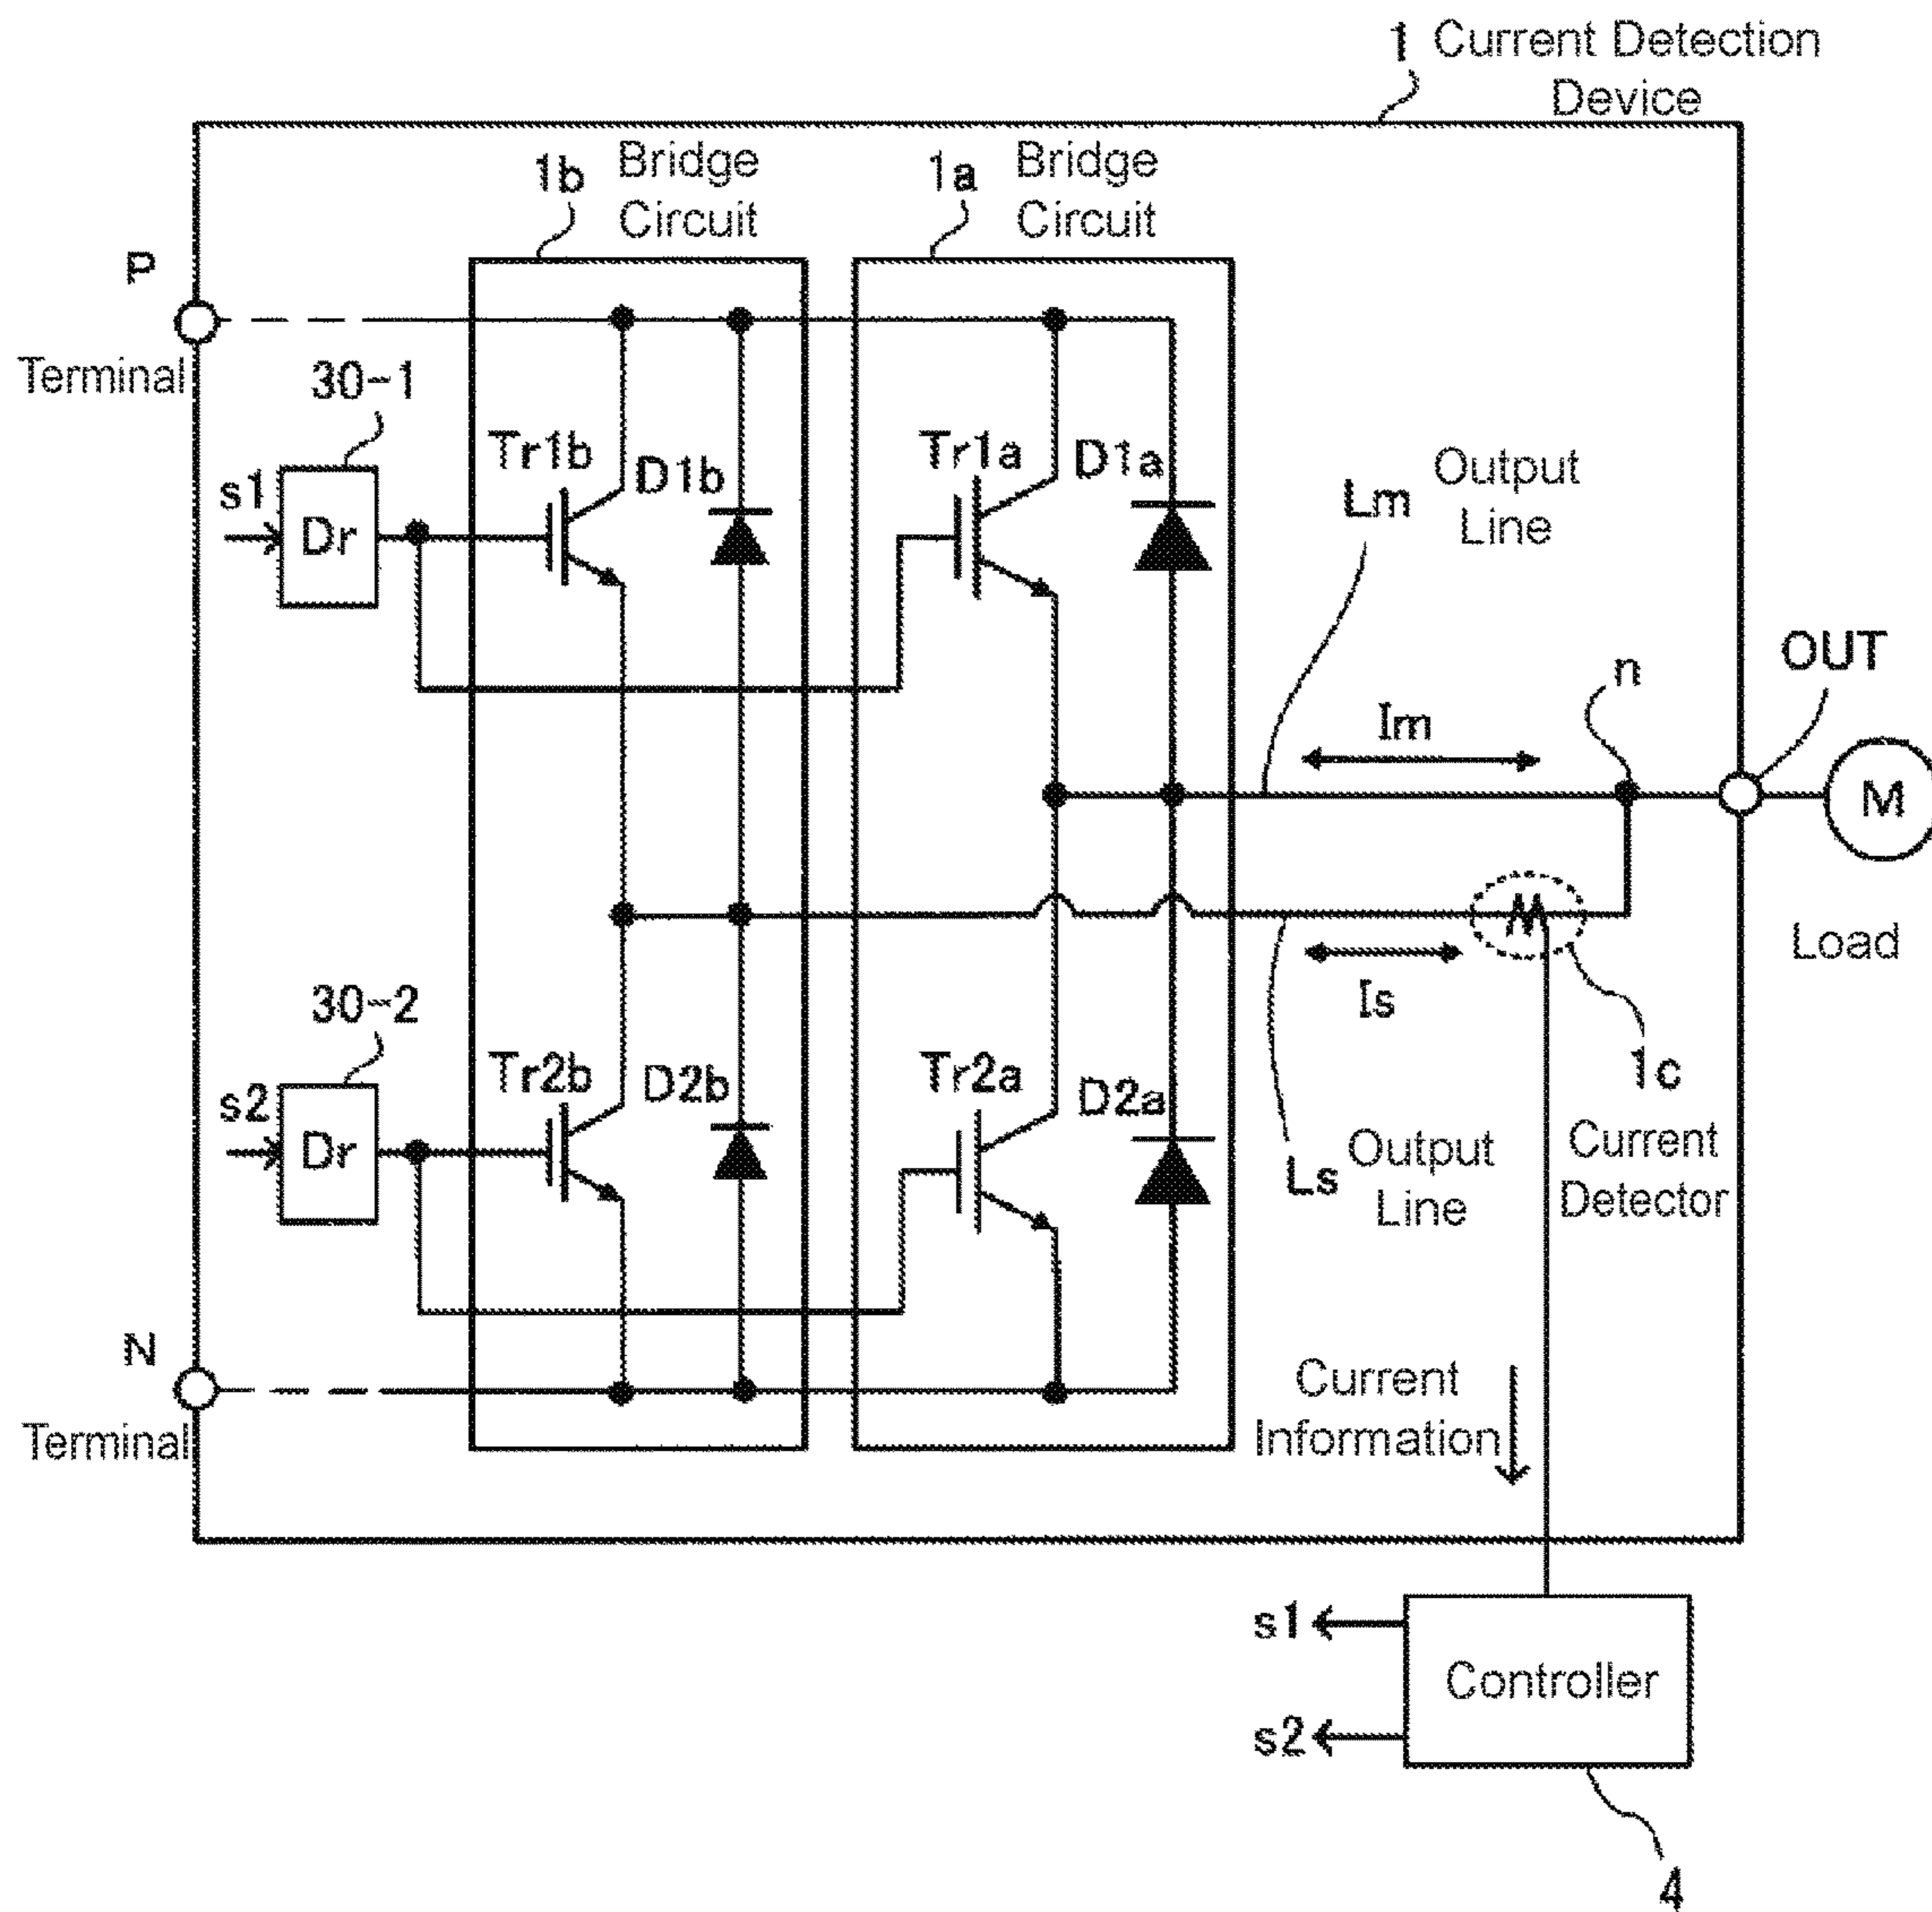 1 Current Detection
Device
1b Bridge
Circuit
1a Bridge
Circuit
P
Terminal
30-1
s1
Dr
Tr1b
D1b
Tr1a
D1a
Lm
Output
Line
n
OUT
Im
M
Load
Is
1c
Current
Detector
Ls
Output
Line
30-2
s2
Dr
Tr2b
D2b
Tr2a
D2a
N
Terminal
Current
Information
s1
s2
Controller
4